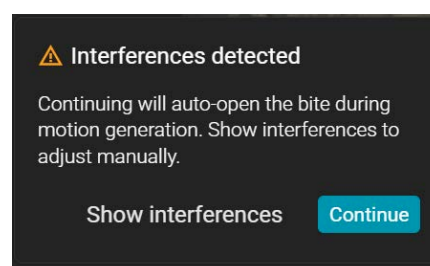 Interferences detected
Continuing will auto-open the bite during
motion generation. Show interferences to
adjust manually.
Show interferences
Continue